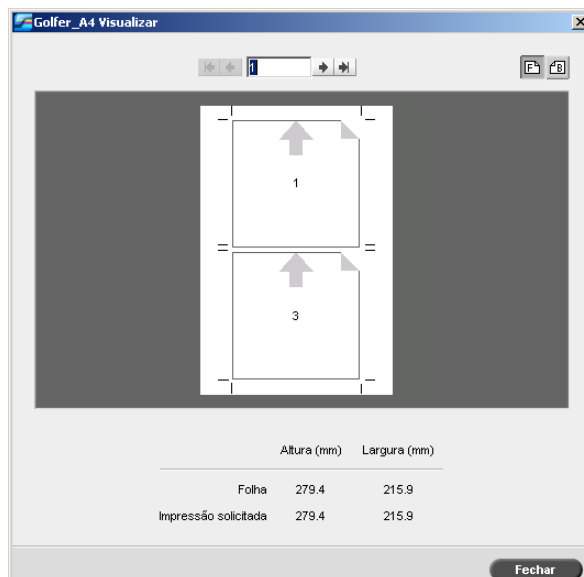 Golfer_A4 Visualizar
1
F B
1
3
Altura (mm) Largura (mm)
Folha 279.4 215.9
Impressão solicitada 279.4 215.9
Fechar